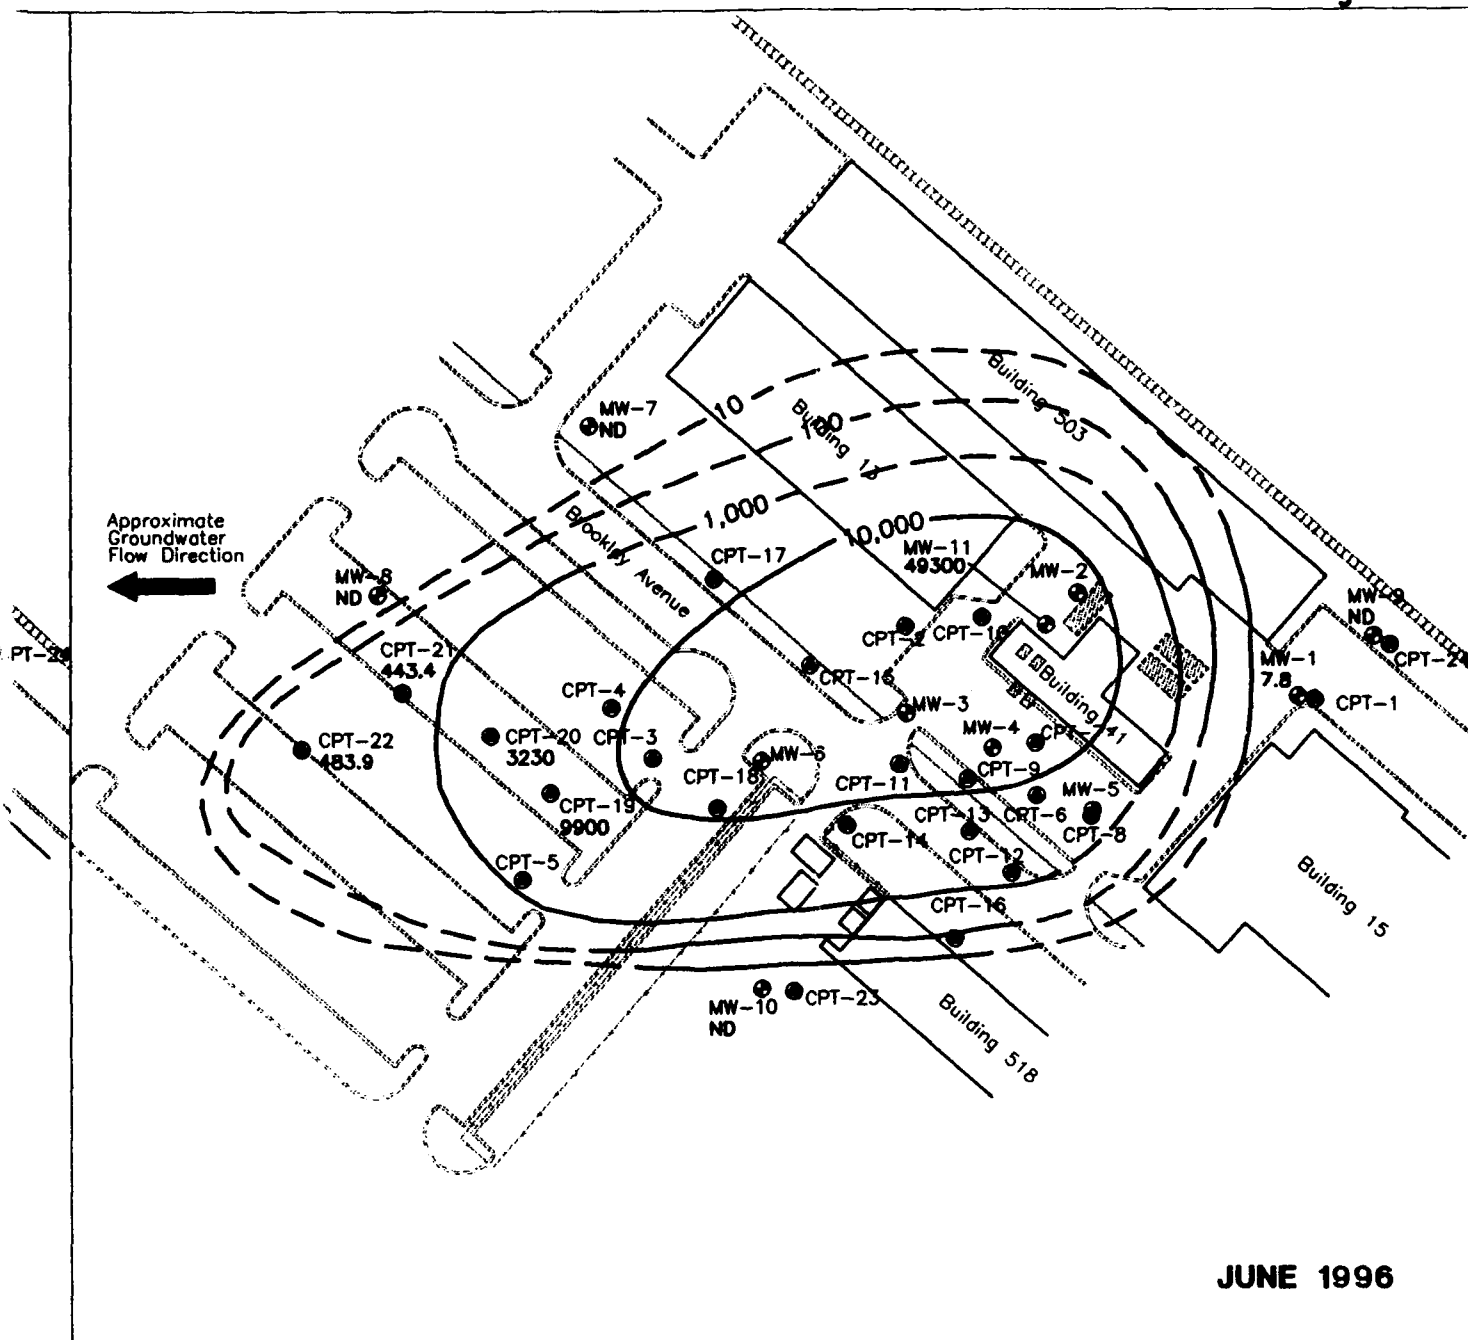 10
Building 503
MW-7
ND
Building 13
100
1,000
10,000
Approximate
Groundwater
Flow Direction
Brookley Avenue
CPT-17
MW-11
49300
MW-2
MW-8
ND
MW-9
ND
CPT-2
CPT-10
CPT-21
443.4
CPT-15
MW-1
7.8
CPT-24
CPT-4
MW-3
CPT-1
CPT-22
483.9
CPT-20
3230
CPT-3
MW-6
MW-4
CPT-18
CPT-11
CPT-9
MW-5
CPT-19
9900
CPT-13
CPT-6
CPT-8
CPT-14
CPT-5
CPT-12
CPT-16
Building 15
MW-10
ND
CPT-23
Building 518
JUNE 1996